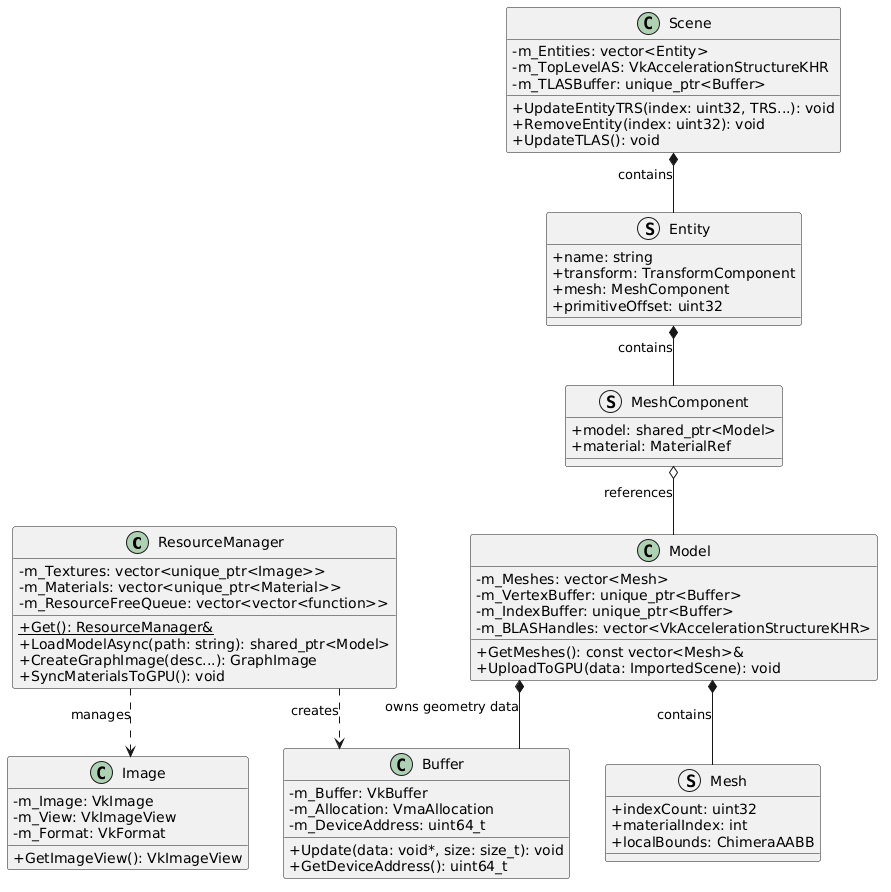 C Scene
-m_Entities: vector<Entity>
-m_TopLevelAS: VkAccelerationStructureKHR
-m_TLASBuffer: unique_ptr<Buffer>
+UpdateEntityTRS(index: uint32, TRS...): void
+RemoveEntity(index: uint32): void
+UpdateTLAS(): void
contains
S Entity
+name: string
+transform: TransformComponent
+mesh: MeshComponent
+primitiveOffset: uint32
contains
S MeshComponent
+model: shared_ptr<Model>
+material: MaterialRef
references
C ResourceManager
-m_Textures: vector<unique_ptr<Image>>
-m_Materials: vector<unique_ptr<Material>>
-m_ResourceFreeQueue: vector<vector<function>>
+Get(): ResourceManager&
+LoadModelAsync(path: string): shared_ptr<Model>
+CreateGraphImage(desc...): GraphImage
+SyncMaterialsToGPU(): void
C Model
-m_Meshes: vector<Mesh>
-m_VertexBuffer: unique_ptr<Buffer>
-m_IndexBuffer: unique_ptr<Buffer>
-m_BLASHandles: vector<VkAccelerationStructureKHR>
+GetMeshes(): const vector<Mesh>&
+UploadToGPU(data: ImportedScene): void
manages
creates
owns geometry data
contains
C Image
-m_Image: VkImage
-m_View: VkImageView
-m_Format: VkFormat
+GetImageView(): VkImageView
C Buffer
-m_Buffer: VkBuffer
-m_Allocation: VmaAllocation
-m_DeviceAddress: uint64_t
+Update(data: void*, size: size_t): void
+GetDeviceAddress(): uint64_t
S Mesh
+indexCount: uint32
+materialIndex: int
+localBounds: ChimeraAABB